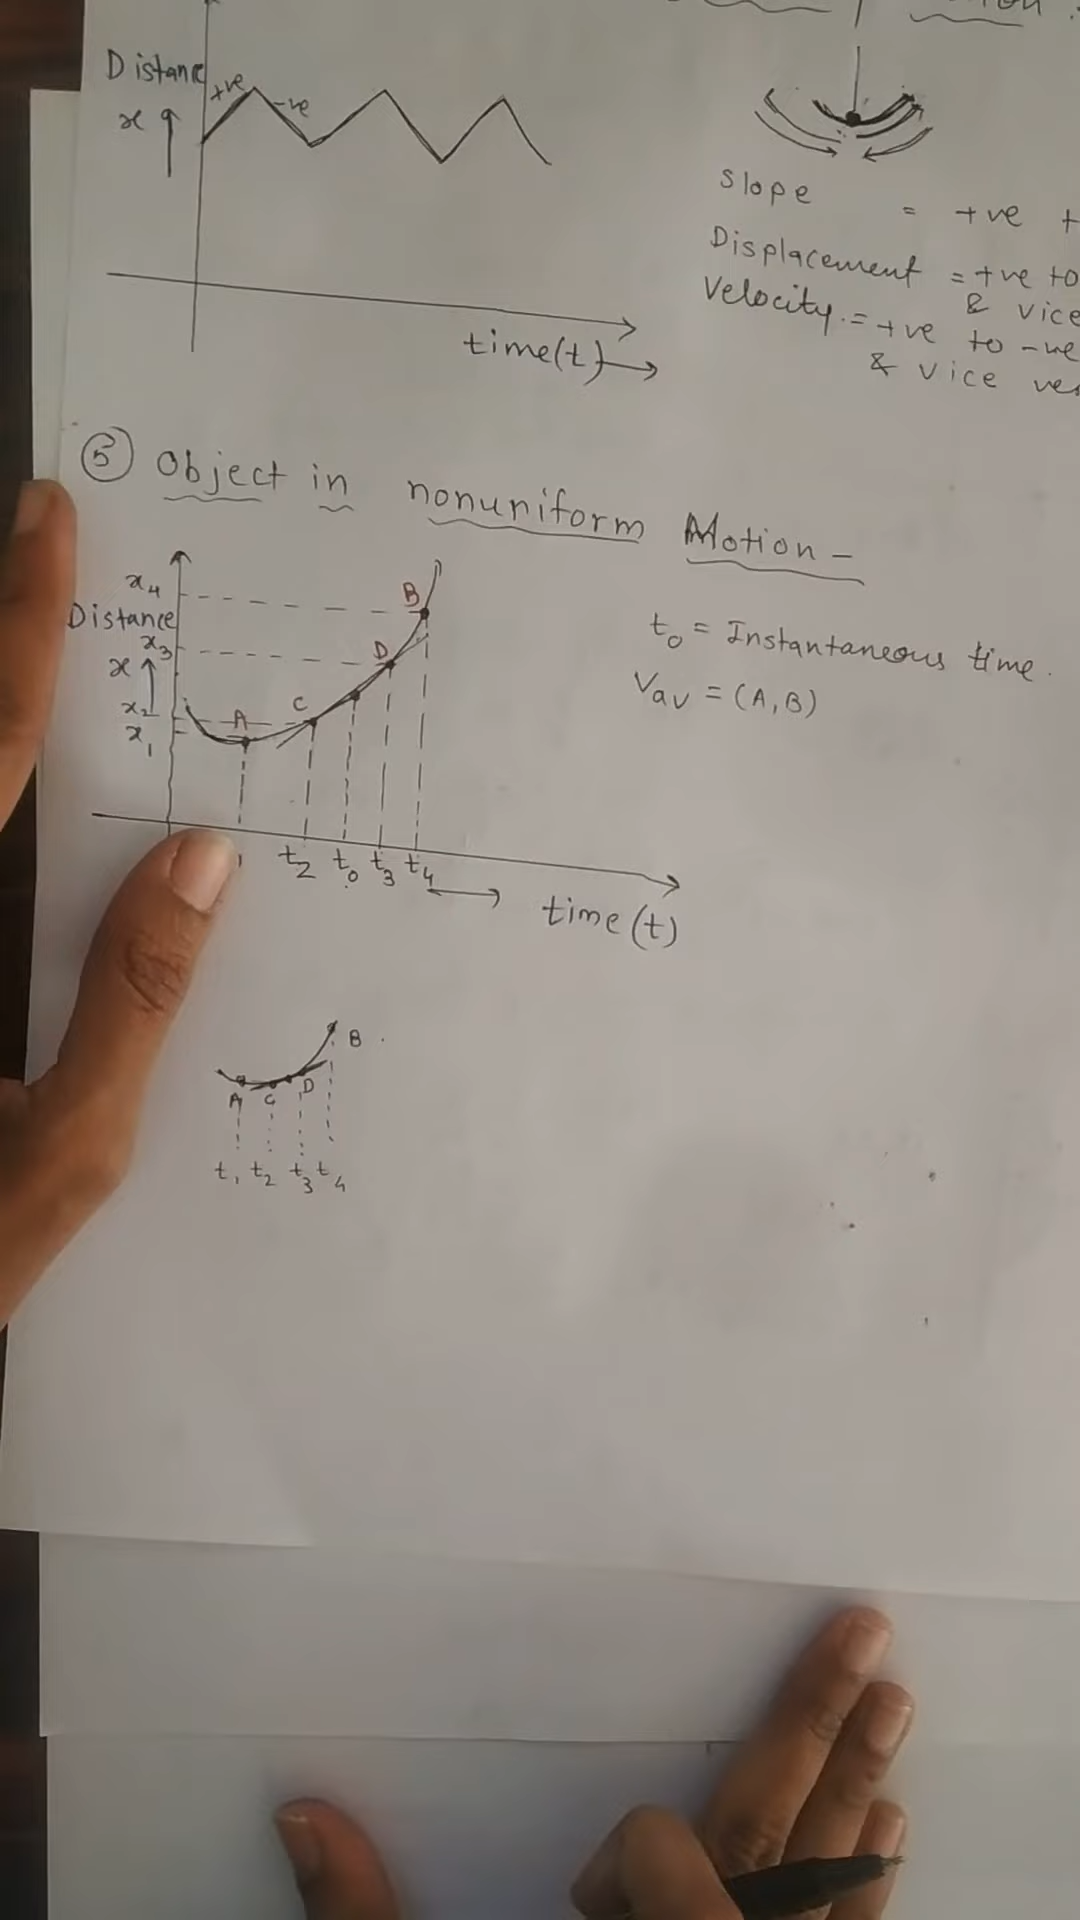 Distance
+ve
-ve
x
time(t)
Slope = +ve
Displacement = +ve to
& vice
Velocity. = +ve to -ve
& vice
⑤ Object in nonuniform Motion -
x4
Distance
x3
x
x2
x1
A
C
D
B
t2 t0 t3 t4
time (t)
t0 = Instantaneous time.
Vav = (A, B)
B
A C D
t1 t2 t3 t4